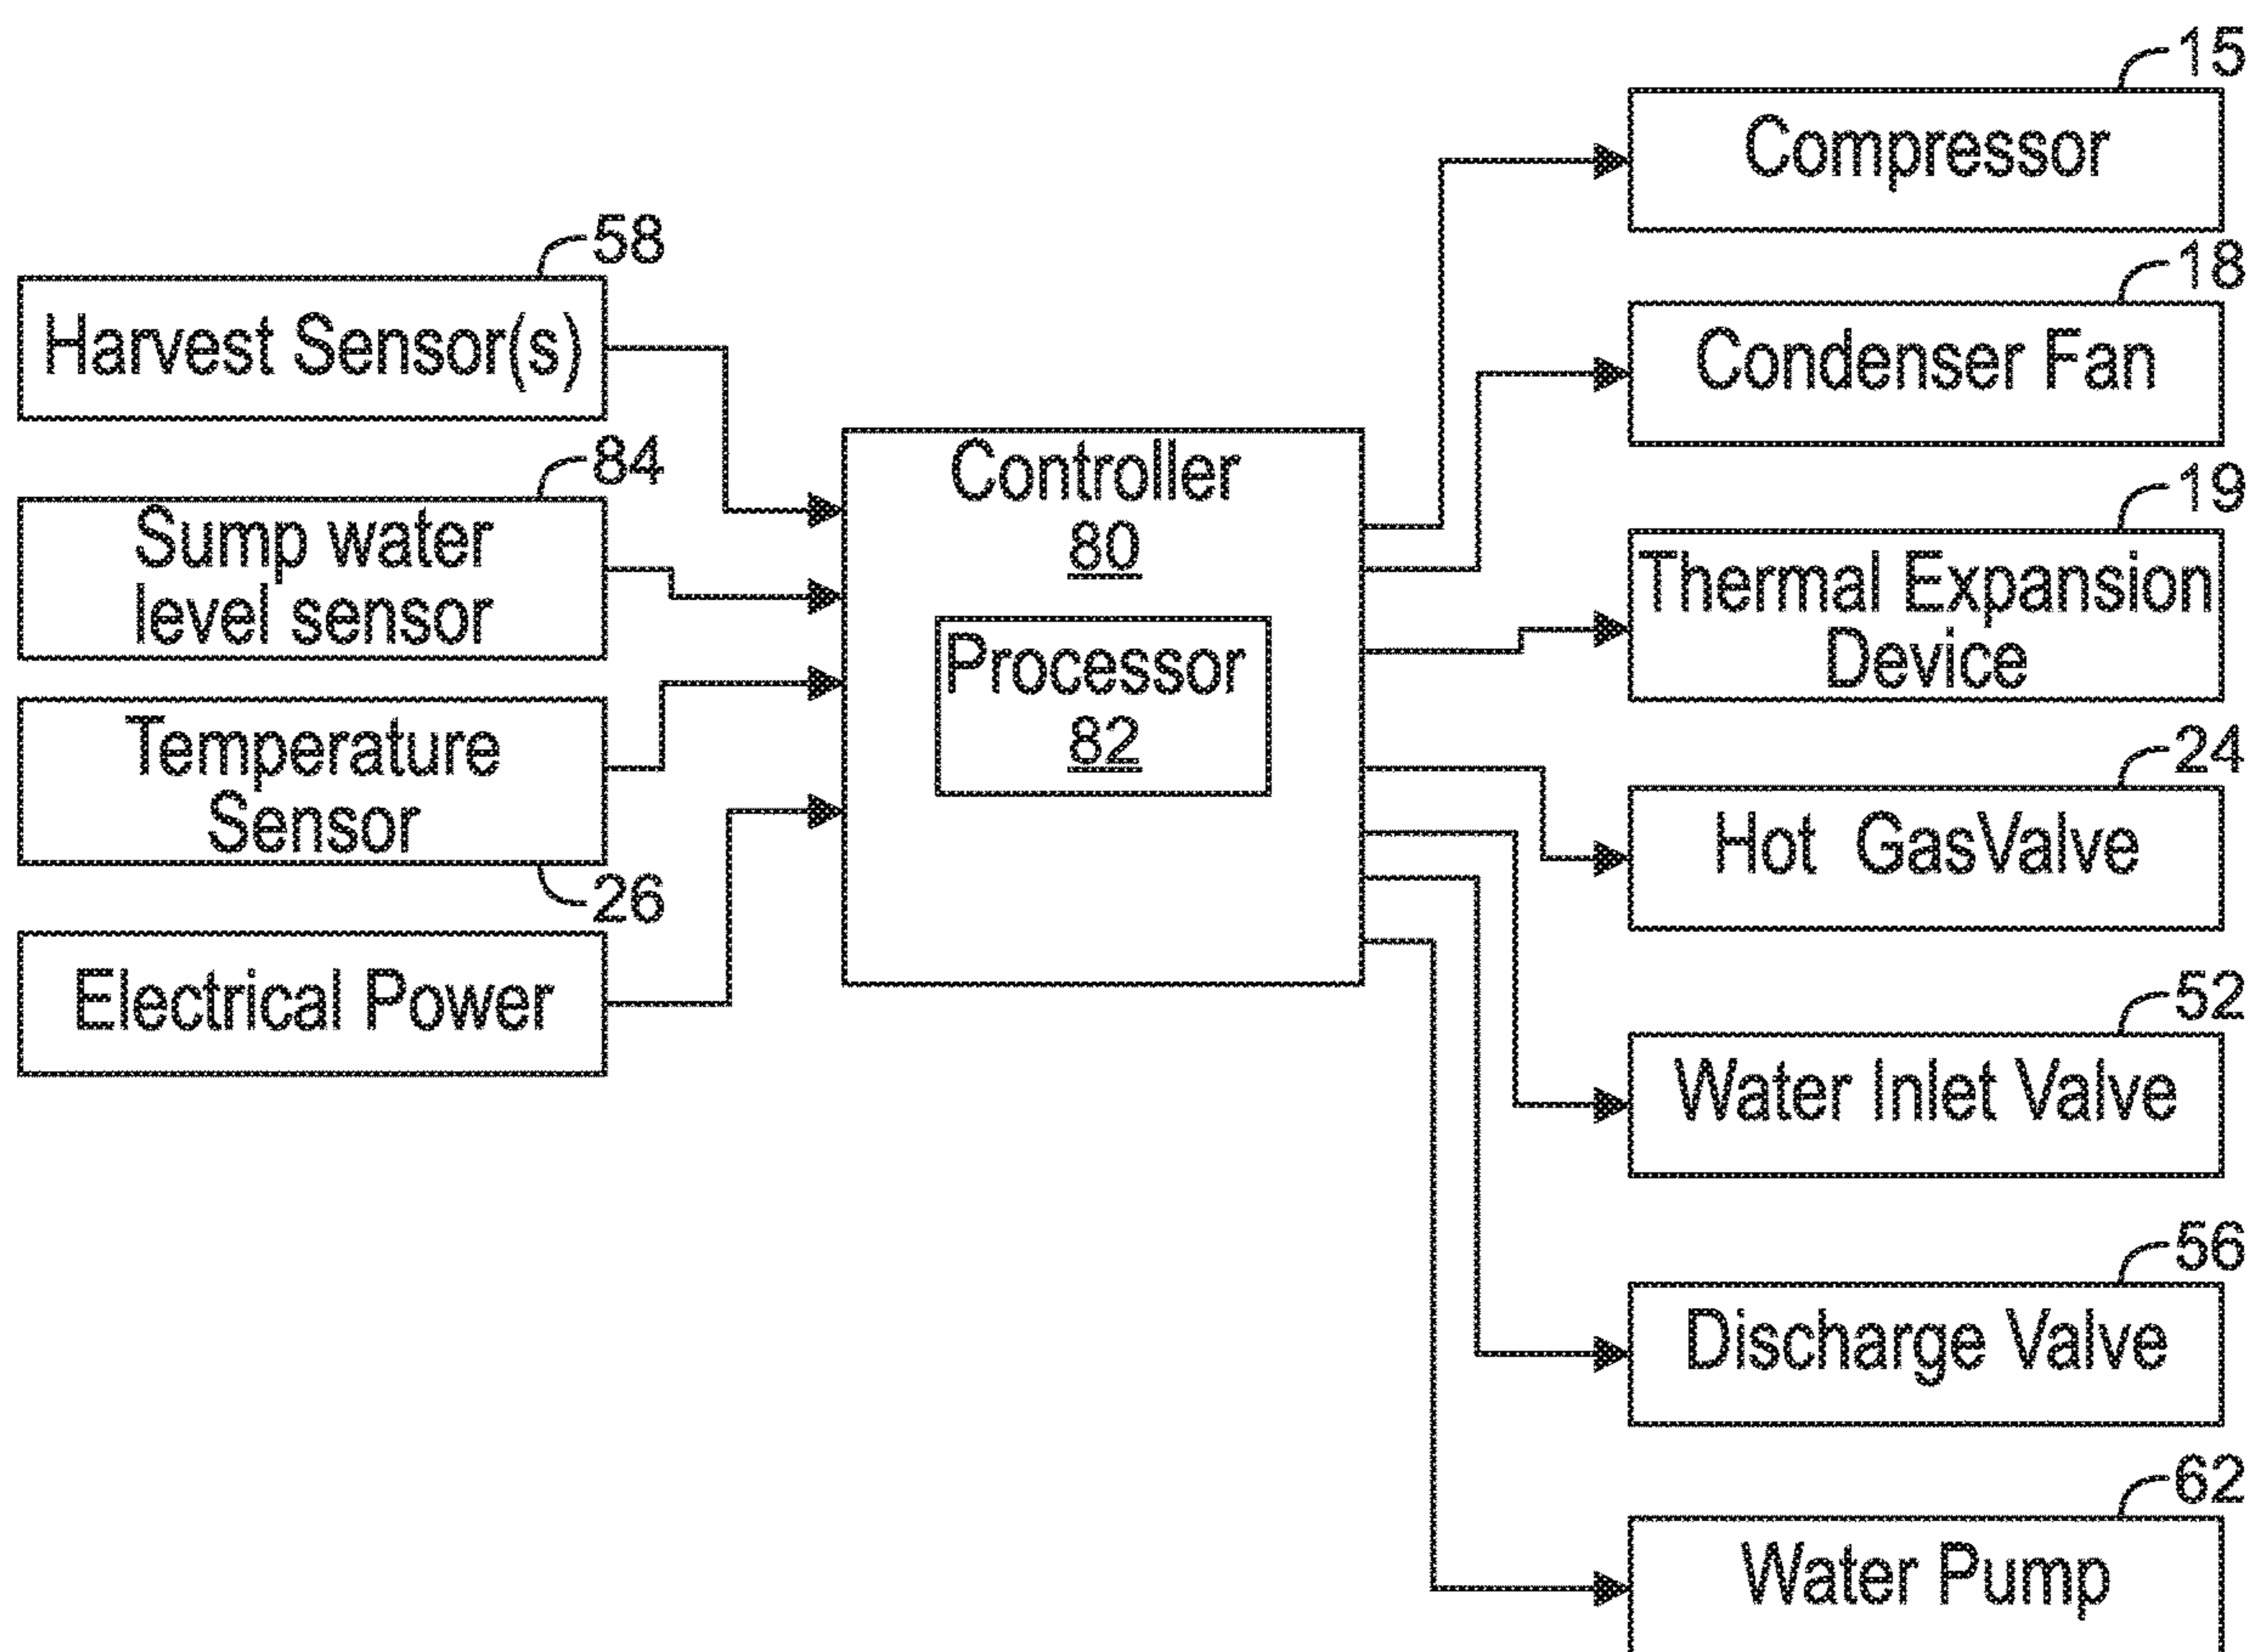 58
Harvest Sensor(s)
84
Sump water
level sensor
Temperature
Sensor
26
Electrical Power
Controller
80
Processor
82
15
Compressor
18
Condenser Fan
19
Thermal Expansion
Device
24
Hot GasValve
52
Water Inlet Valve
56
Discharge Valve
62
Water Pump